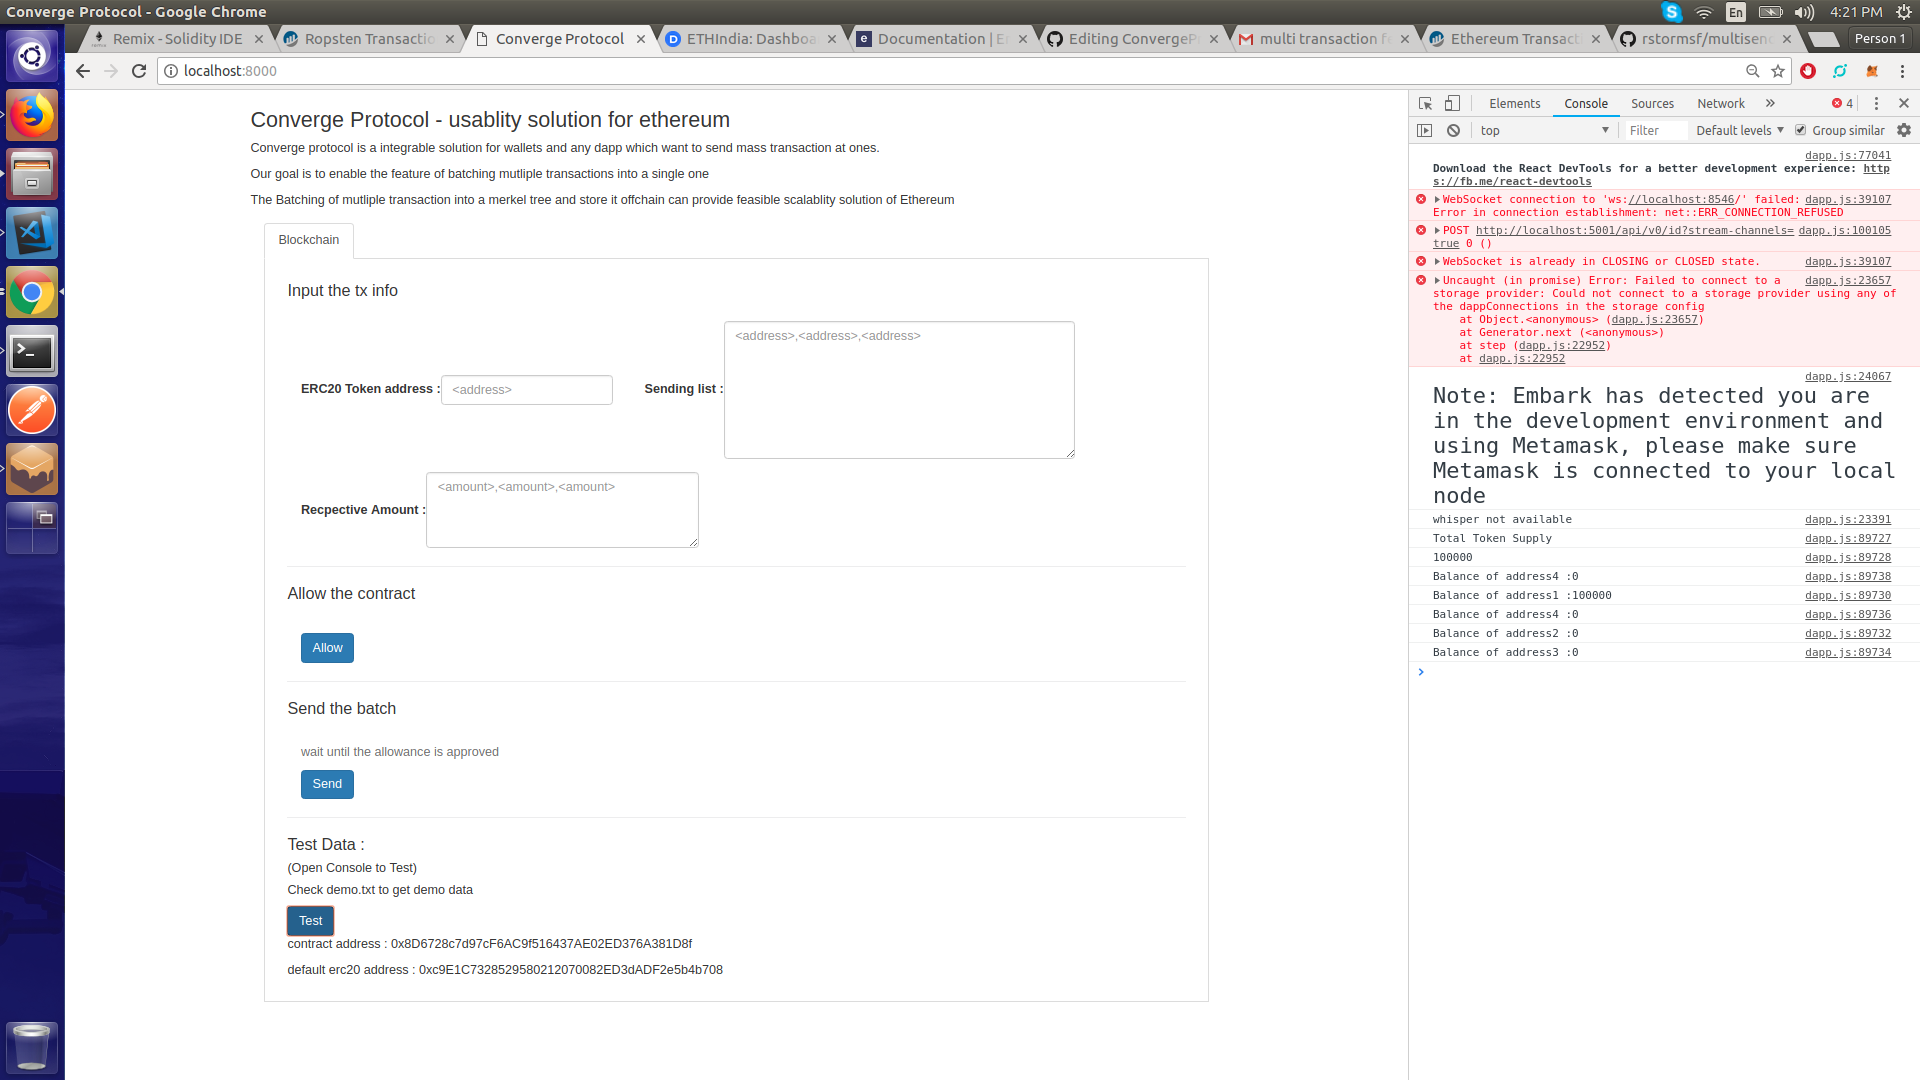 Converge Protocol - Google Chrome
En
4:21 PM
Remix - Solidity IDE
Ropsten Transactio
Converge Protocol
ETHIndia: Dashboa
Documentation | E
Editing ConvergeP
multi transaction f
Ethereum Transact
rstormsf/multisend
Person 1
localhost:8000
Converge Protocol - usablity solution for ethereum
Converge protocol is a integrable solution for wallets and any dapp which want to send mass transaction at ones.
Our goal is to enable the feature of batching mutliple transactions into a single one
The Batching of mutliple transaction into a merkel tree and store it offchain can provide feasible scalablity solution of Ethereum
Blockchain
Input the tx info
ERC20 Token address :
<address>
Sending list :
<address>,<address>,<address>
Recpective Amount :
<amount>,<amount>,<amount>
Allow the contract
Allow
Send the batch
wait until the allowance is approved
Send
Test Data :
(Open Console to Test)
Check demo.txt to get demo data
Test
contract address : 0x8D6728c7d97cF6AC9f516437AE02ED376A381D8f
default erc20 address : 0xc9E1C7328529580212070082ED3dADF2e5b4b708
Elements
Console
Sources
Network
»
4
top
Filter
Default levels
Group similar
dapp.js:77041
Download the React DevTools for a better development experience: http
s://fb.me/react-devtools
WebSocket connection to 'ws://localhost:8546/' failed: dapp.js:39107
Error in connection establishment: net::ERR_CONNECTION_REFUSED
POST http://localhost:5001/api/v0/id?stream-channels= dapp.js:100105
true 0 ()
WebSocket is already in CLOSING or CLOSED state. dapp.js:39107
Uncaught (in promise) Error: Failed to connect to a dapp.js:23657
storage provider: Could not connect to a storage provider using any of
the dappConnections in the storage config
at Object.<anonymous> (dapp.js:23657)
at Generator.next (<anonymous>)
at step (dapp.js:22952)
at dapp.js:22952
dapp.js:24067
Note: Embark has detected you are
in the development environment and
using Metamask, please make sure
Metamask is connected to your local
node
whisper not available dapp.js:23391
Total Token Supply dapp.js:89727
100000 dapp.js:89728
Balance of address4 :0 dapp.js:89738
Balance of address1 :100000 dapp.js:89730
Balance of address4 :0 dapp.js:89736
Balance of address2 :0 dapp.js:89732
Balance of address3 :0 dapp.js:89734